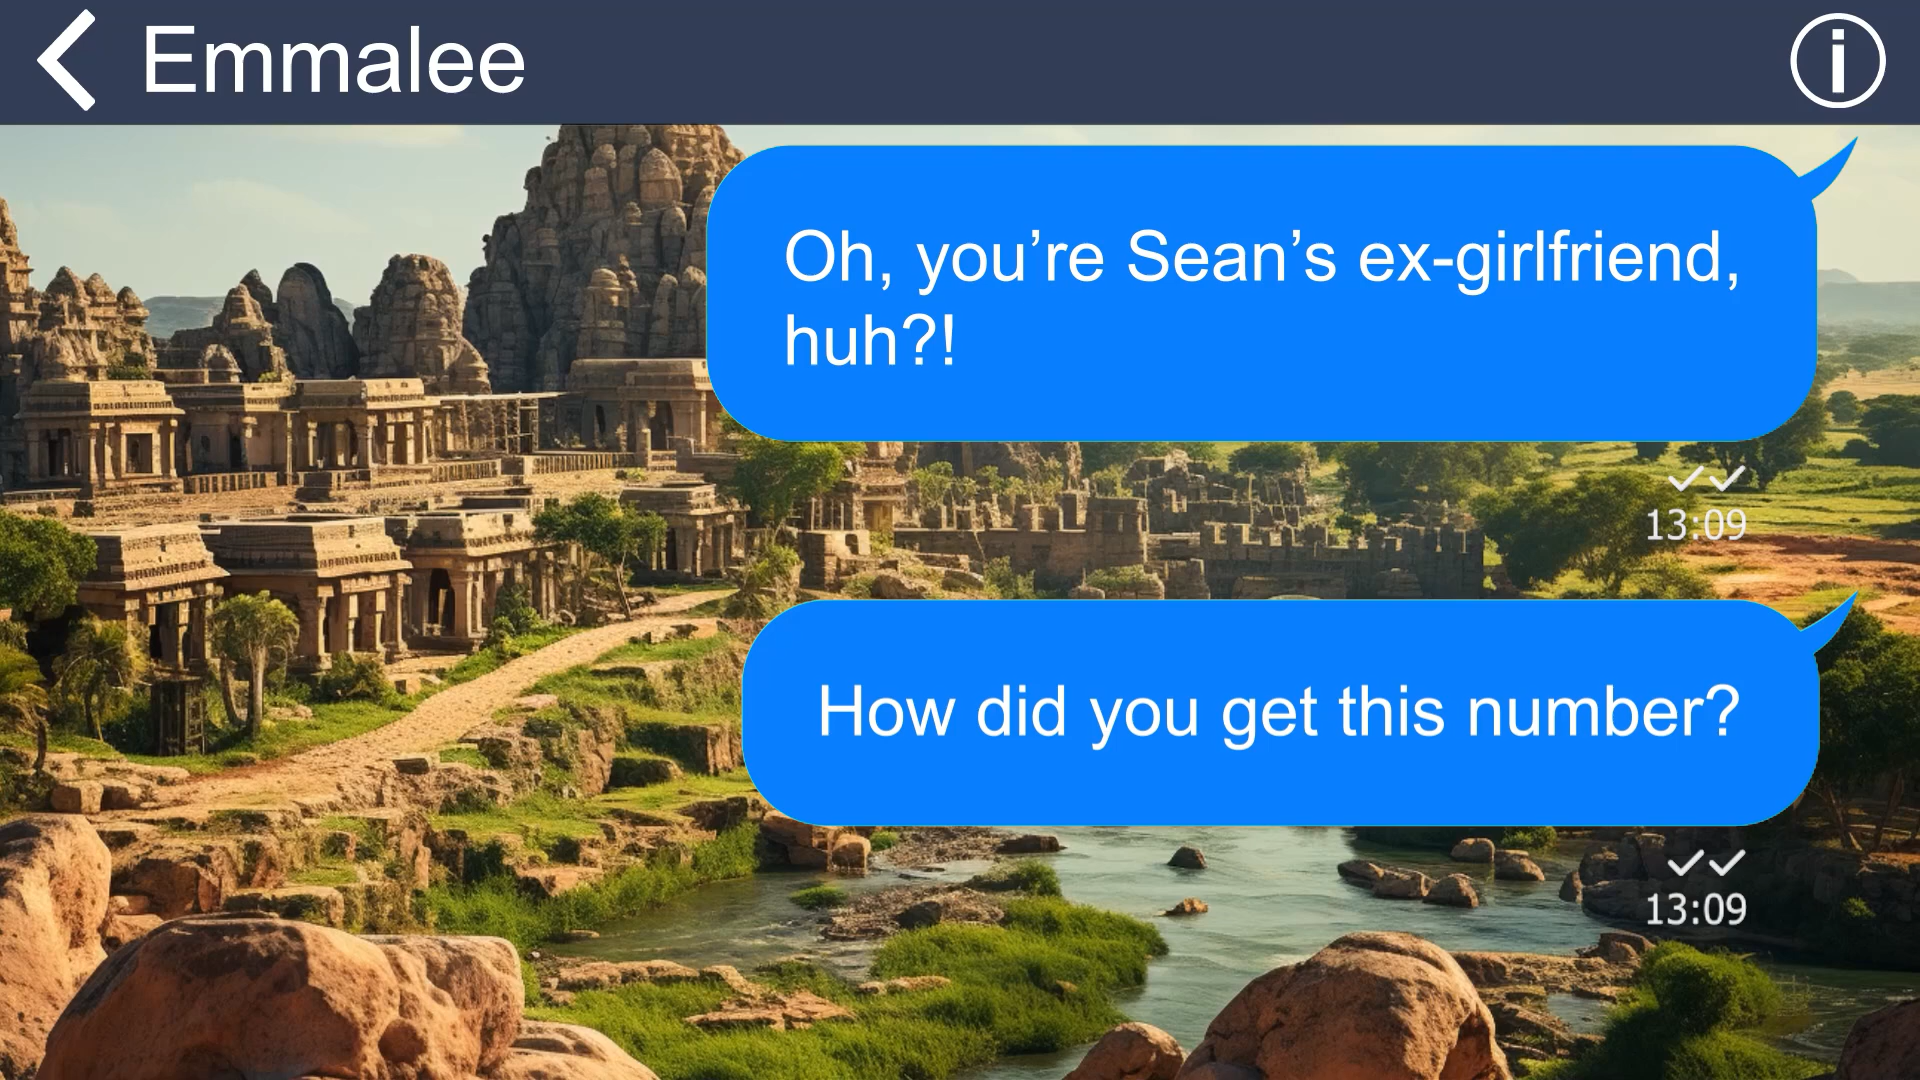 Emmalee
Oh, you’re Sean’s ex-girlfriend,
huh?!
13:09
How did you get this number?
13:09